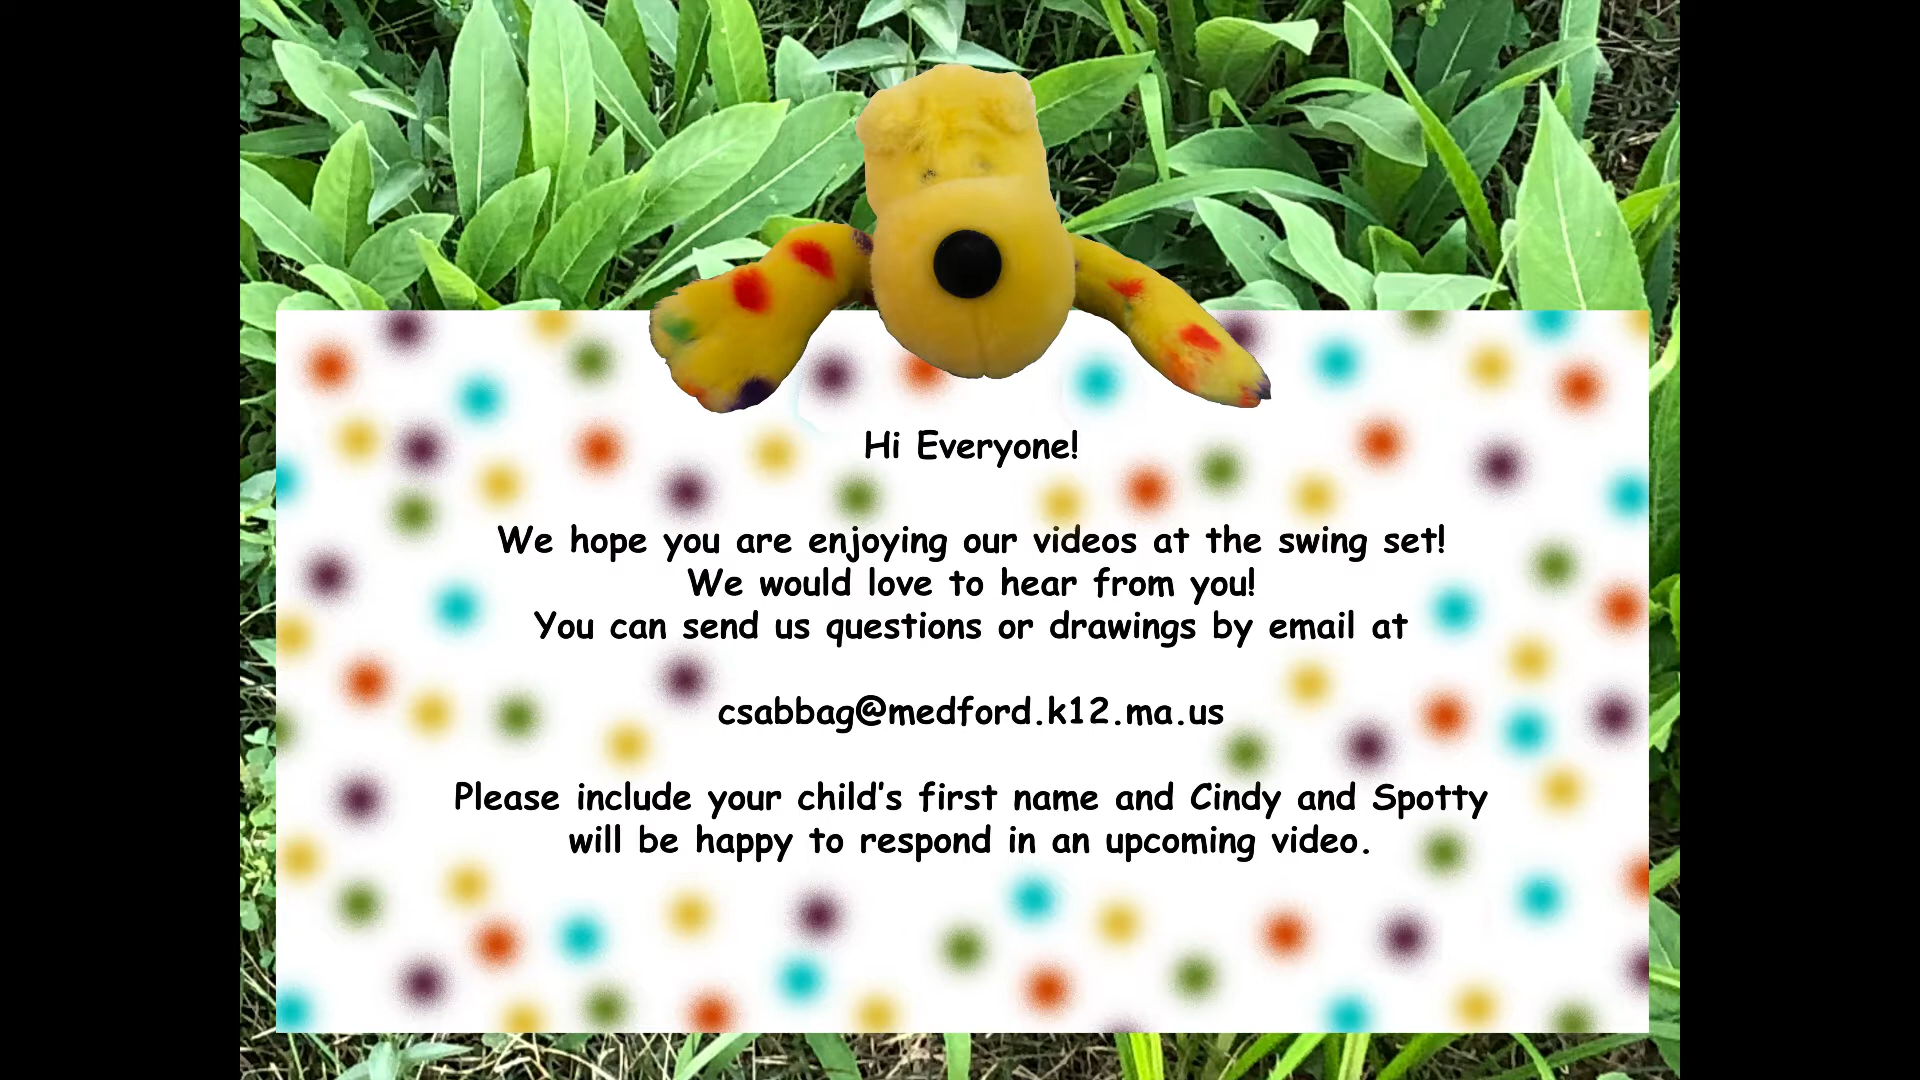 Hi Everyone!
We hope you are enjoying our videos at the swing set!
We would love to hear from you!
You can send us questions or drawings by email at
csabbag@medford.k12.ma.us
Please include your child's first name and Cindy and Spotty
will be happy to respond in an upcoming video.